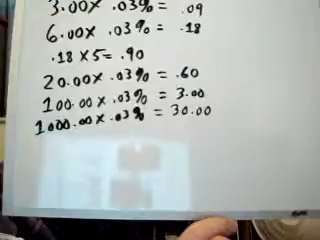 3.00x .03%= .09
6.00x .03%= .18
.18 x 5= .90
20.00x .03%= .60
100.00 x .03% = 3.00
1000.00 x .03% = 30.00